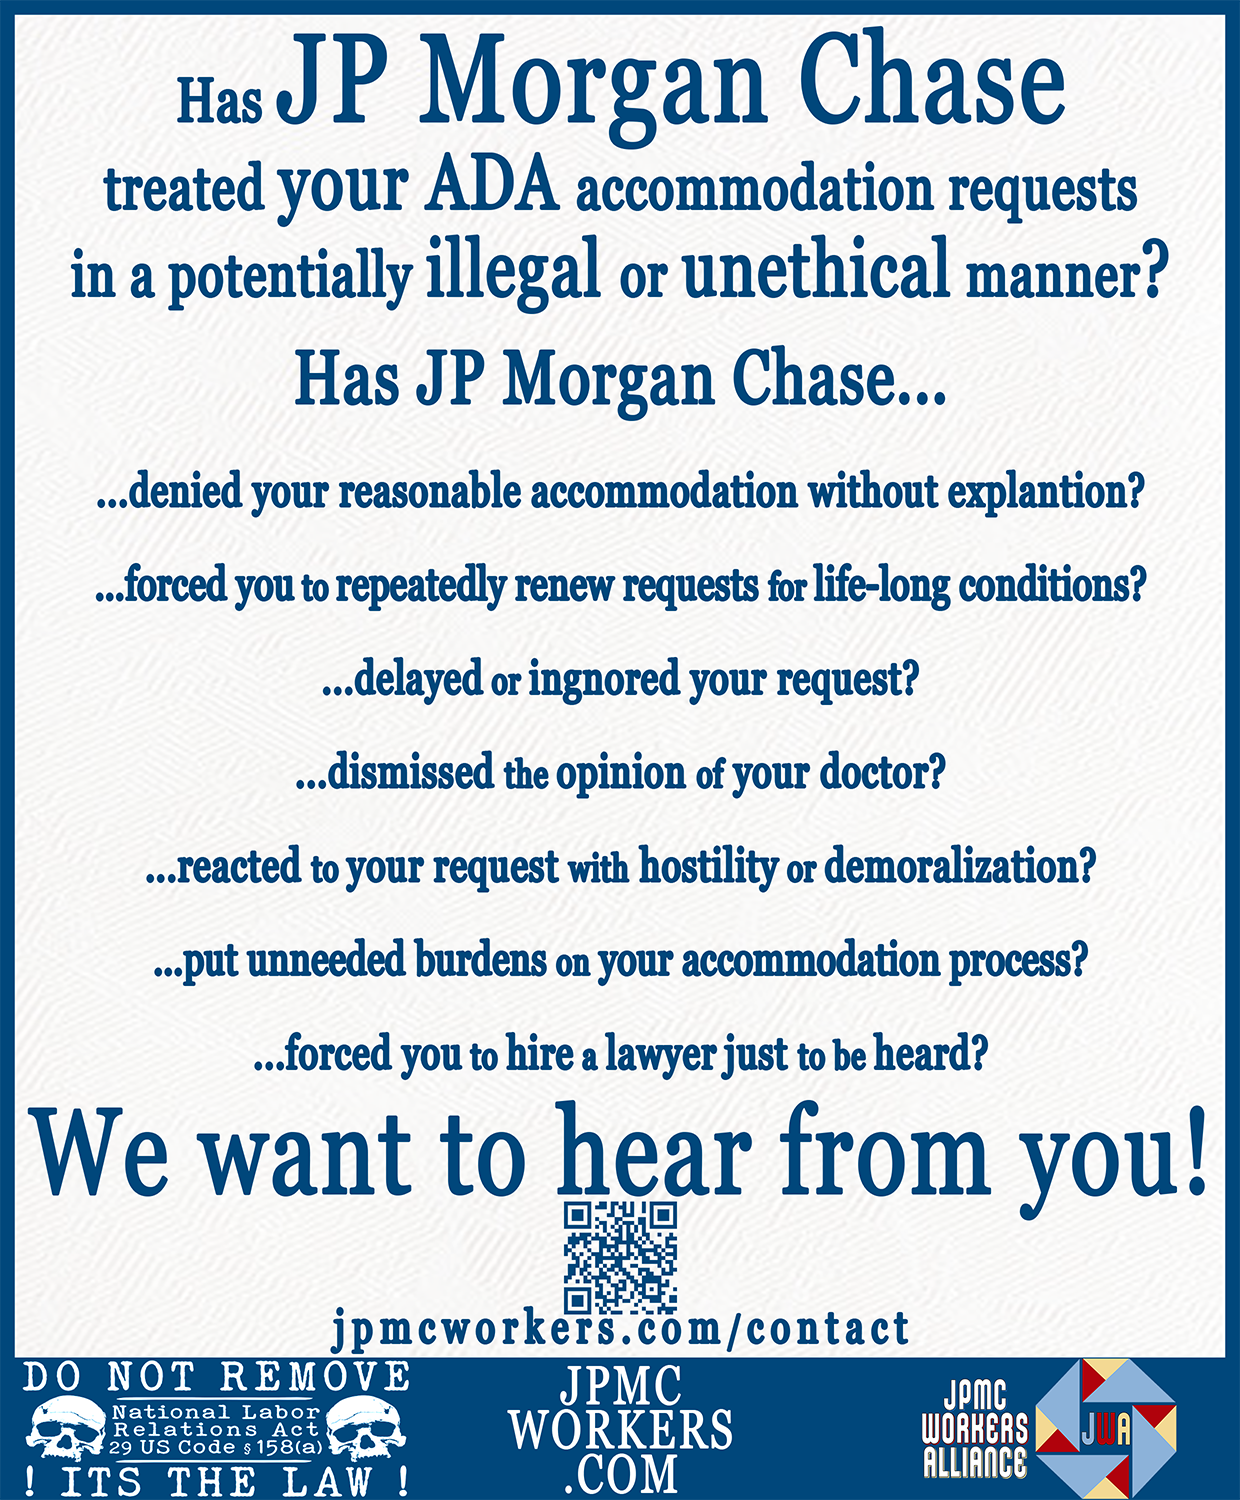 Has JP Morgan Chase
treated your ADA accommodation requests
in a potentially illegal or unethical manner?
Has JP Morgan Chase...
...denied your reasonable accommodation without explantion?
...forced you to repeatedly renew requests for life-long conditions?
...delayed or ingnored your request?
...dismissed the opinion of your doctor?
...reacted to your request with hostility or demoralization?
...put unneeded burdens on your accommodation process?
...forced you to hire a lawyer just to be heard?
We want to hear from you!
jpmcworkers.com/contact
DO NOT REMOVE
National Labor
Relations Act
29 US Code § 158(a)
! ITS THE LAW !
JPMC
WORKERS
.COM
JPMC
WORKERS
ALLIANCE
JWA